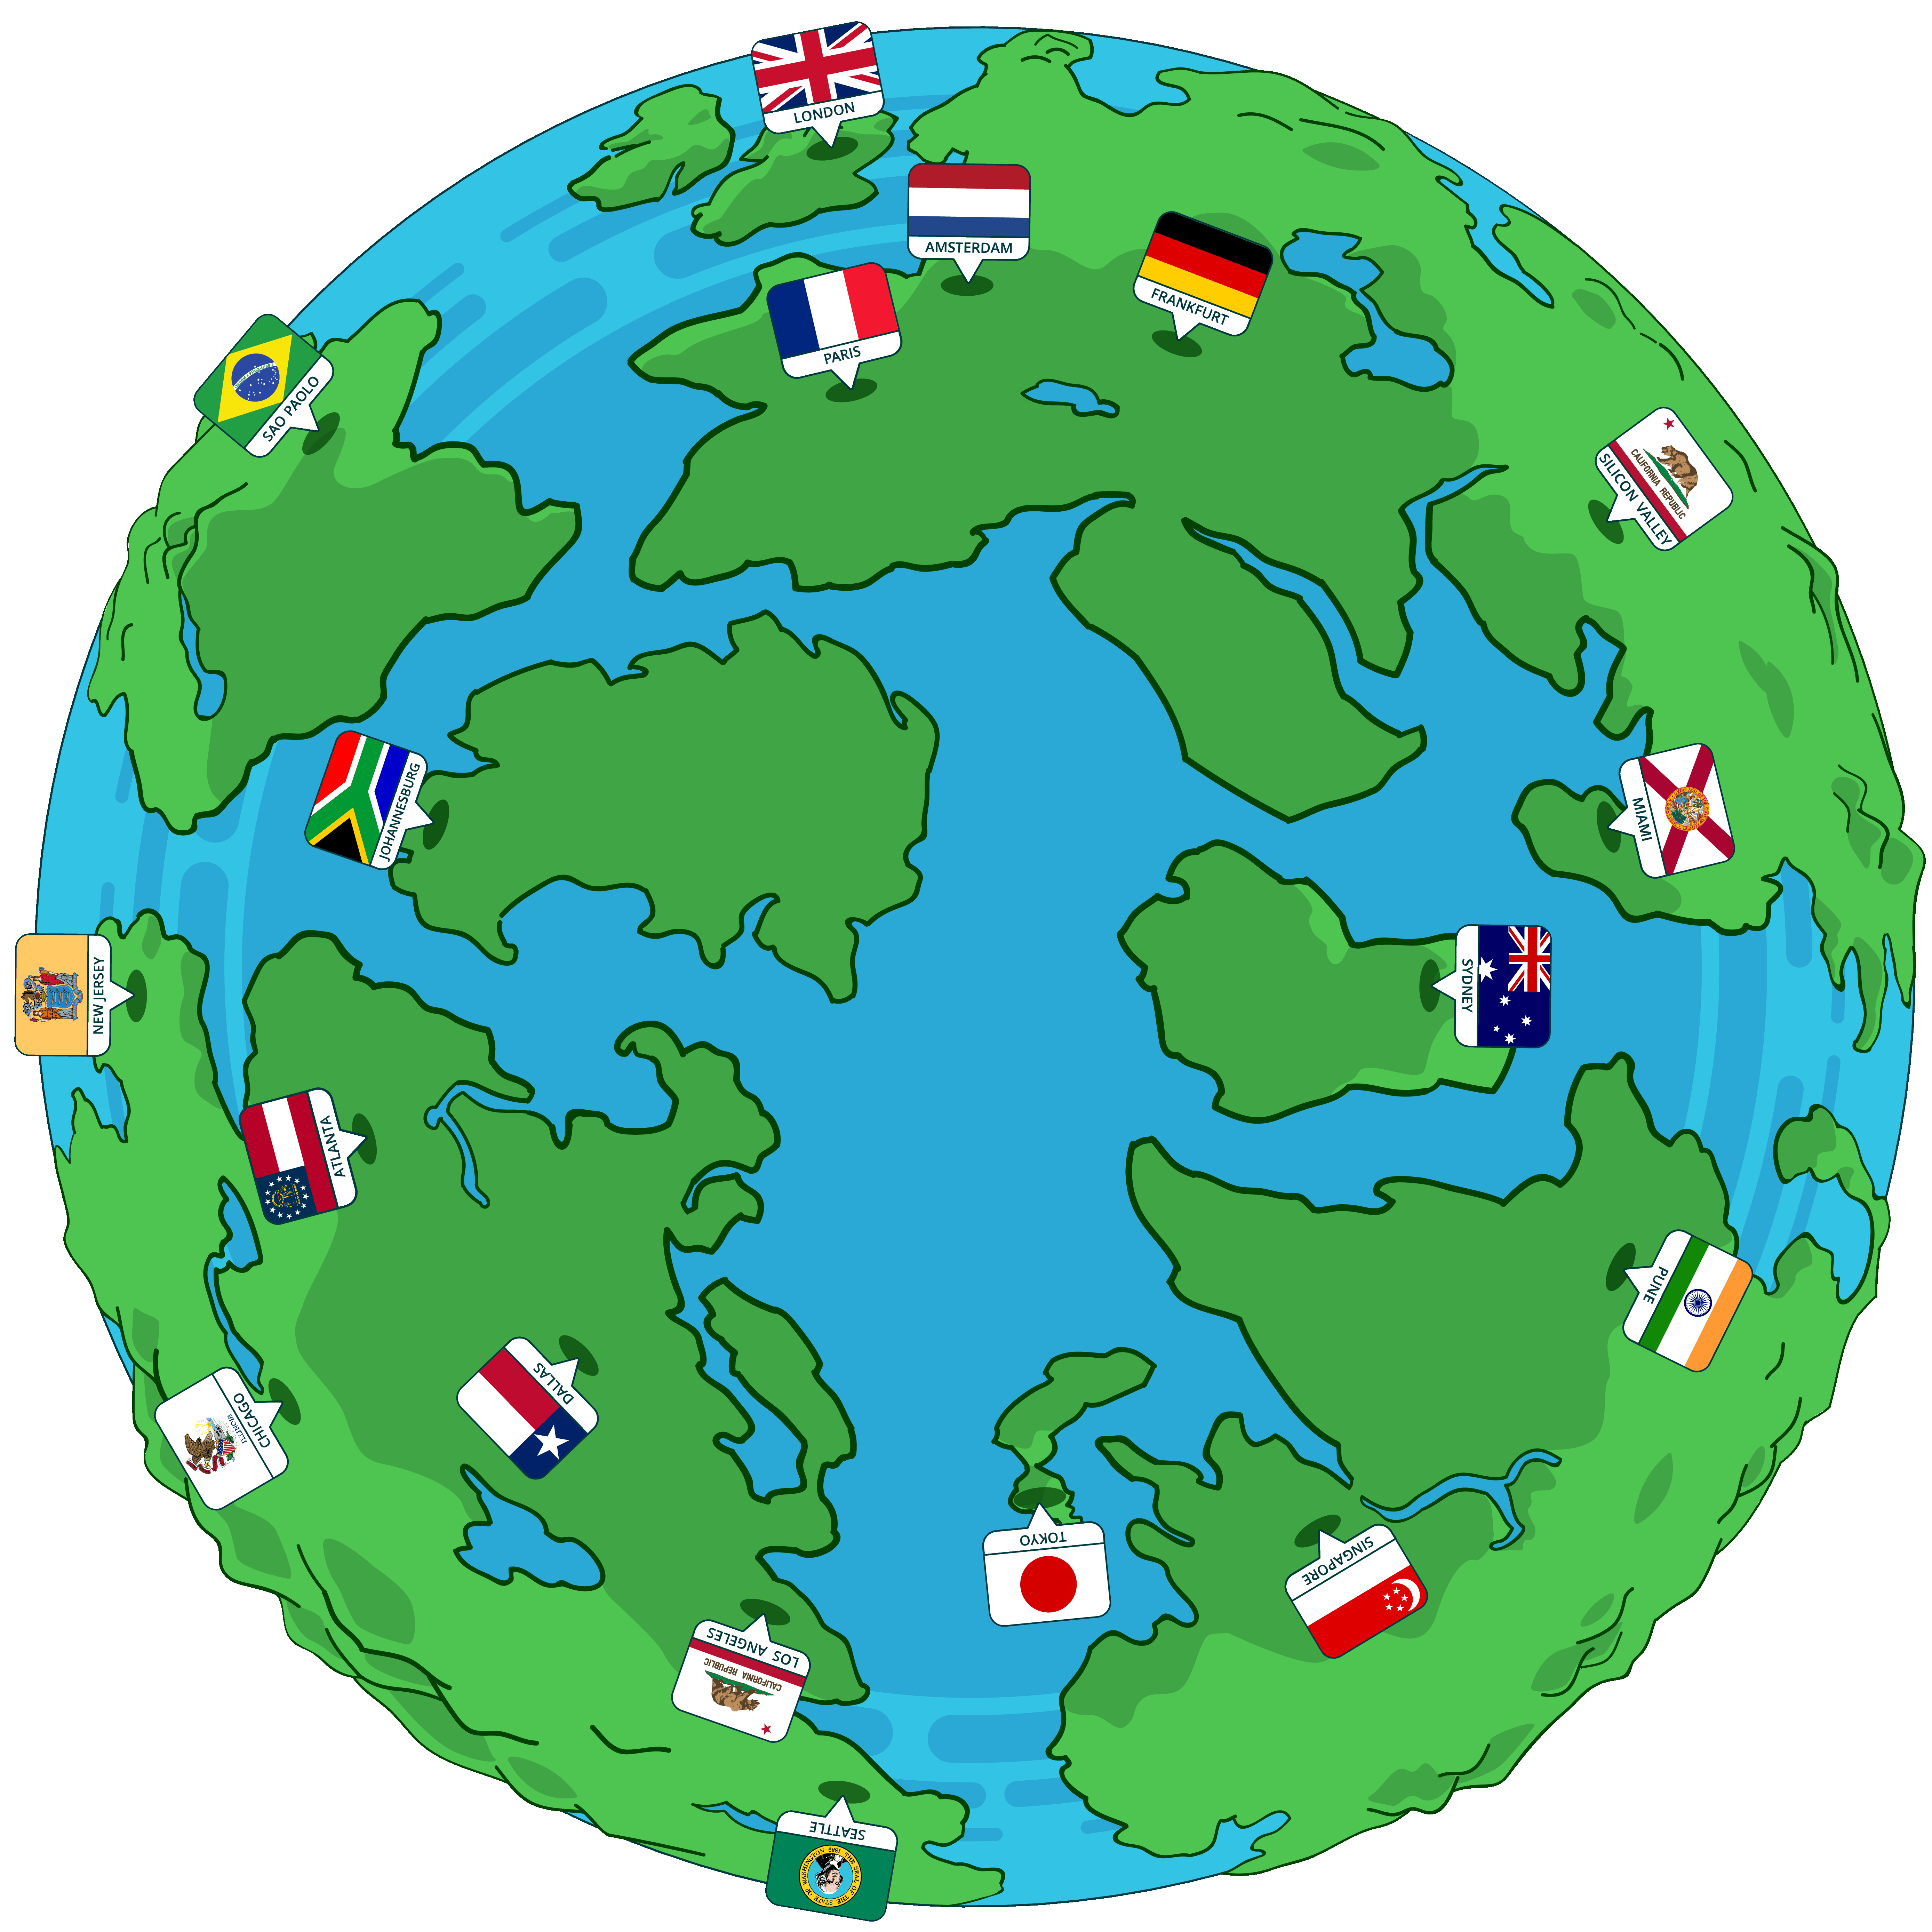 LONDON
AMSTERDAM
FRANKFURT
PARIS
SAO PAOLO
CALIFORNIA REPUBLIC
SILICON VALLEY
JOHANNESBURG
MIAMI
NEW JERSEY
SYDNEY
ATLANTA
PUNE
DALLAS
CHICAGO
ILLINOIS
TOKYO
SINGAPORE
LOS ANGELES
CALIFORNIA REPUBLIC
SEATTLE
THE SEAL OF THE STATE OF WASHINGTON 1889